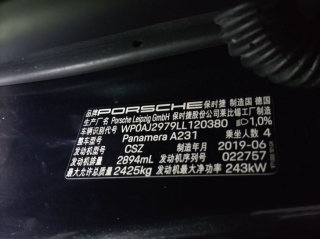 品牌 PORSCHE 保时捷 制造国 德国
生产厂名 Porsche Leipzig GmbH 保时捷股份公司莱比锡工厂
车辆识别代号 WP0AJ2979LL120380 1,0%
整车型号 Panamera A231 乘坐人数 4
发动机型号 CSZ 制造年月 2019-06
发动机排量 2894mL 发动机序列号 022757
最大允许总质量 2425kg 发动机最大净功率 243kW